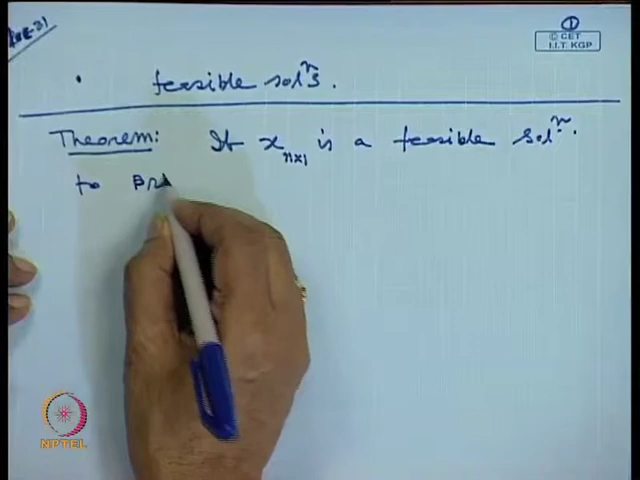 ①
© CET
I.I.T. KGP
• feasible solⁿs.
Theorem: If x_{n×1} is a feasible solⁿ.
to
NPTEL